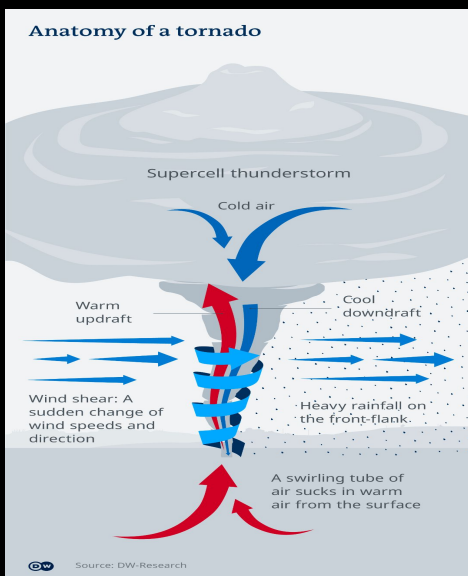 Anatomy of a tornado
Supercell thunderstorm
Cold air
Warm
updraft
Cool
downdraft
Wind shear: A
sudden change of
wind speeds and
direction
Heavy rainfall on
the front-flank
A swirling tube of
air sucks in warm
air from the surface
DW
Source: DW-Research